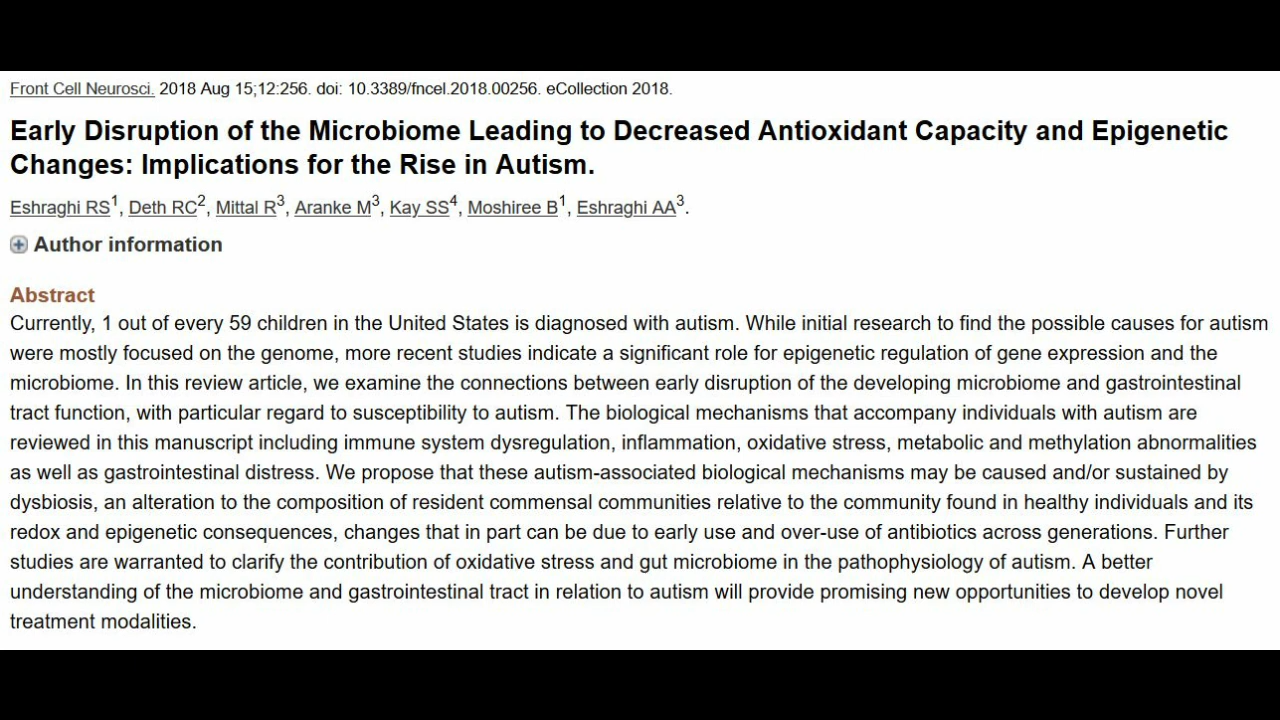 Front Cell Neurosci. 2018 Aug 15;12:256. doi: 10.3389/fncel.2018.00256. eCollection 2018.
Early Disruption of the Microbiome Leading to Decreased Antioxidant Capacity and Epigenetic
Changes: Implications for the Rise in Autism.
Eshraghi RS1, Deth RC2, Mittal R3, Aranke M3, Kay SS4, Moshiree B1, Eshraghi AA3.
Author information
Abstract
Currently, 1 out of every 59 children in the United States is diagnosed with autism. While initial research to find the possible causes for autism
were mostly focused on the genome, more recent studies indicate a significant role for epigenetic regulation of gene expression and the
microbiome. In this review article, we examine the connections between early disruption of the developing microbiome and gastrointestinal
tract function, with particular regard to susceptibility to autism. The biological mechanisms that accompany individuals with autism are
reviewed in this manuscript including immune system dysregulation, inflammation, oxidative stress, metabolic and methylation abnormalities
as well as gastrointestinal distress. We propose that these autism-associated biological mechanisms may be caused and/or sustained by
dysbiosis, an alteration to the composition of resident commensal communities relative to the community found in healthy individuals and its
redox and epigenetic consequences, changes that in part can be due to early use and over-use of antibiotics across generations. Further
studies are warranted to clarify the contribution of oxidative stress and gut microbiome in the pathophysiology of autism. A better
understanding of the microbiome and gastrointestinal tract in relation to autism will provide promising new opportunities to develop novel
treatment modalities.